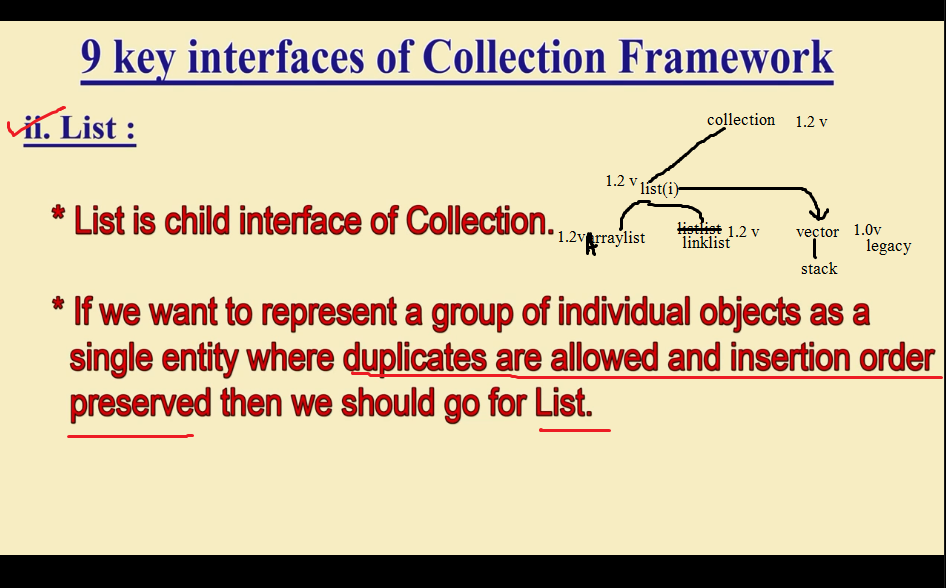 9 key interfaces of Collection Framework
ii. List :
collection 1.2 v
1.2 v list(i)
* List is child interface of Collection.
1.2v Arraylist listlist 1.2 v vector 1.0v
linklist legacy
stack
* If we want to represent a group of individual objects as a
single entity where duplicates are allowed and insertion order
preserved then we should go for List.